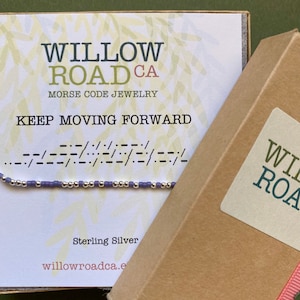 WILLOW
ROAD CA
MORSE CODE JEWELRY
KEEP MOVING FORWARD
Sterling Silver
willowroadca.e
WIL
ROA